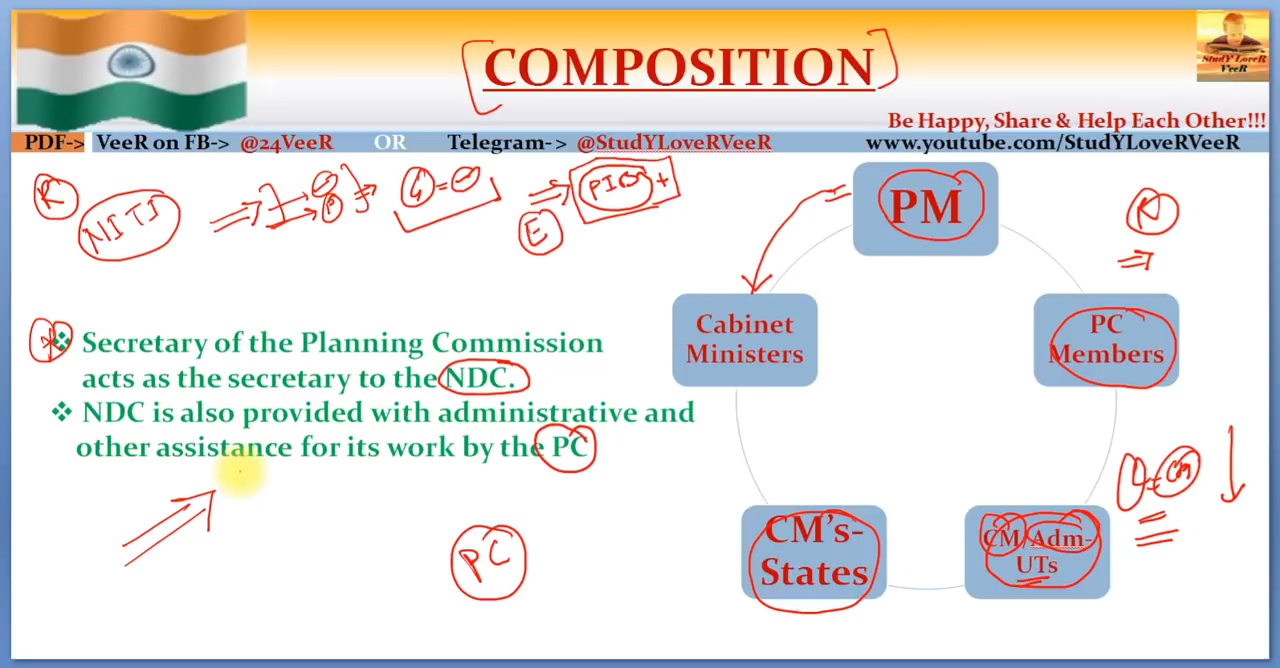 COMPOSITION
StudY LoveR
VeeR
Be Happy, Share & Help Each Other!!!
PDF-> VeeR on FB-> @24VeeR OR Telegram-> @StudYLoveRVeeR www.youtube.com/StudYLoveRVeeR
R
E
PM
Cabinet
Ministers
PC
Members
❖ Secretary of the Planning Commission
acts as the secretary to the NDC.
❖ NDC is also provided with administrative and
other assistance for its work by the PC
CM's-
States
CM/Adm-
UTs
PC